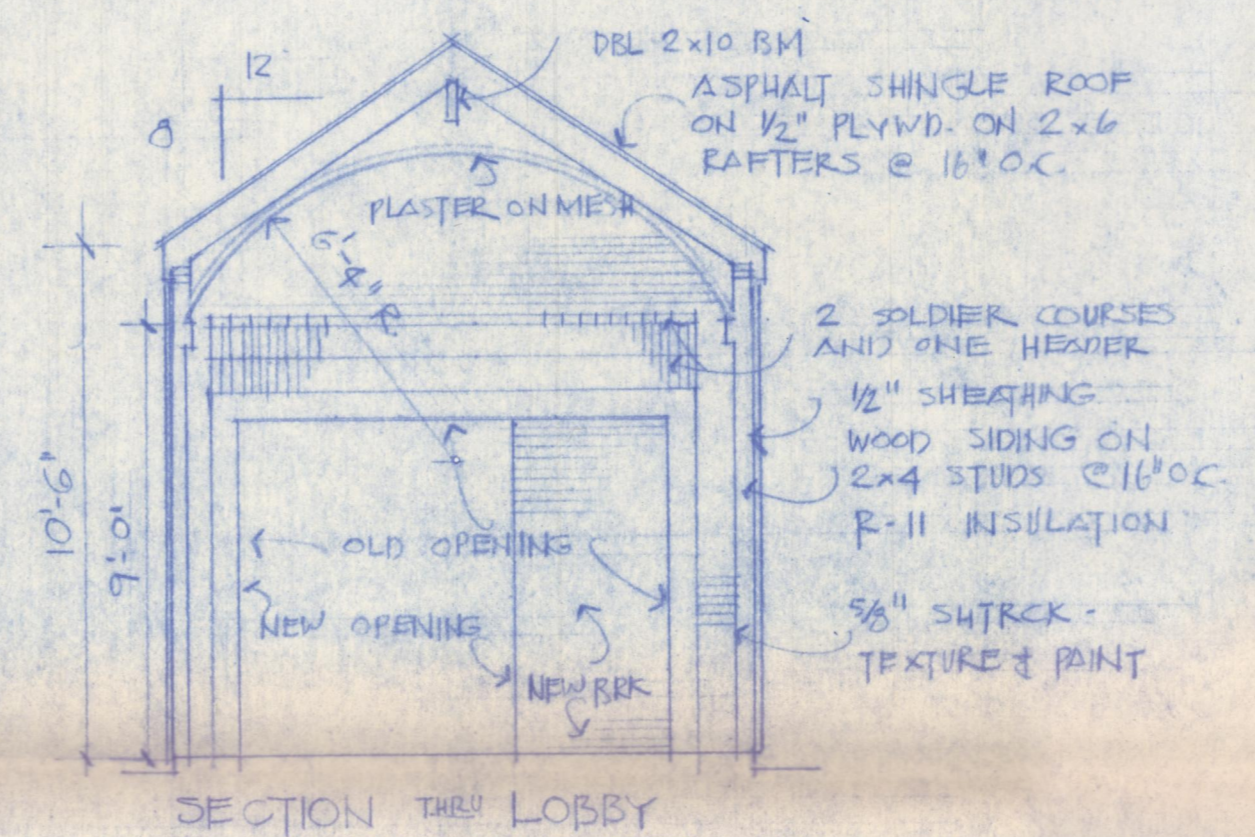 12
8
DBL 2x10 BM
ASPHALT SHINGLE ROOF
ON 1/2" PLYWD. ON 2x6
RAFTERS @ 16" O.C.
PLASTER ON MESH
6'-4" R.
2 SOLDIER COURSES
AND ONE HEADER
1/2" SHEATHING
WOOD SIDING ON
2x4 STUDS @ 16" O.C.
R-11 INSULATION
10'-6"
9'-0"
OLD OPENING
NEW OPENING
NEW BRK
5/8" SHTRCK -
TEXTURE & PAINT
SECTION THRU LOBBY